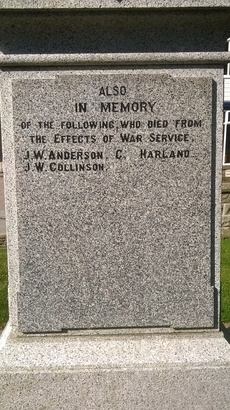 ALSO
IN MEMORY
OF THE FOLLOWING, WHO DIED FROM
THE EFFECTS OF WAR SERVICE.
J.W. ANDERSON. C. HARLAND.
J.W. COLLINSON.